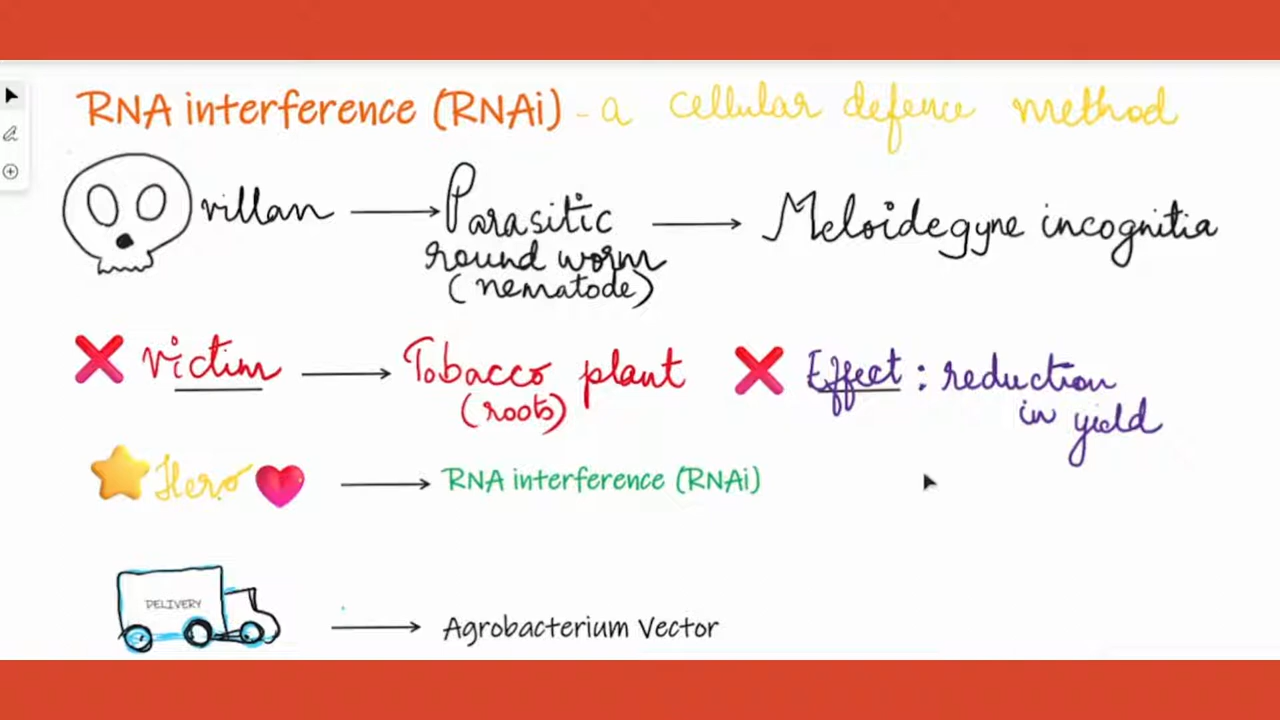 RNA interference (RNAi) - a cellular defence method
villan → Parasitic → Meloidegyne incognitia
round worm
(nematode)
❌ Victim → Tobacco plant ❌ Effect : reduction
(roots) in yield
Hero → RNA interference (RNAi)
DELIVERY
→ Agrobacterium Vector